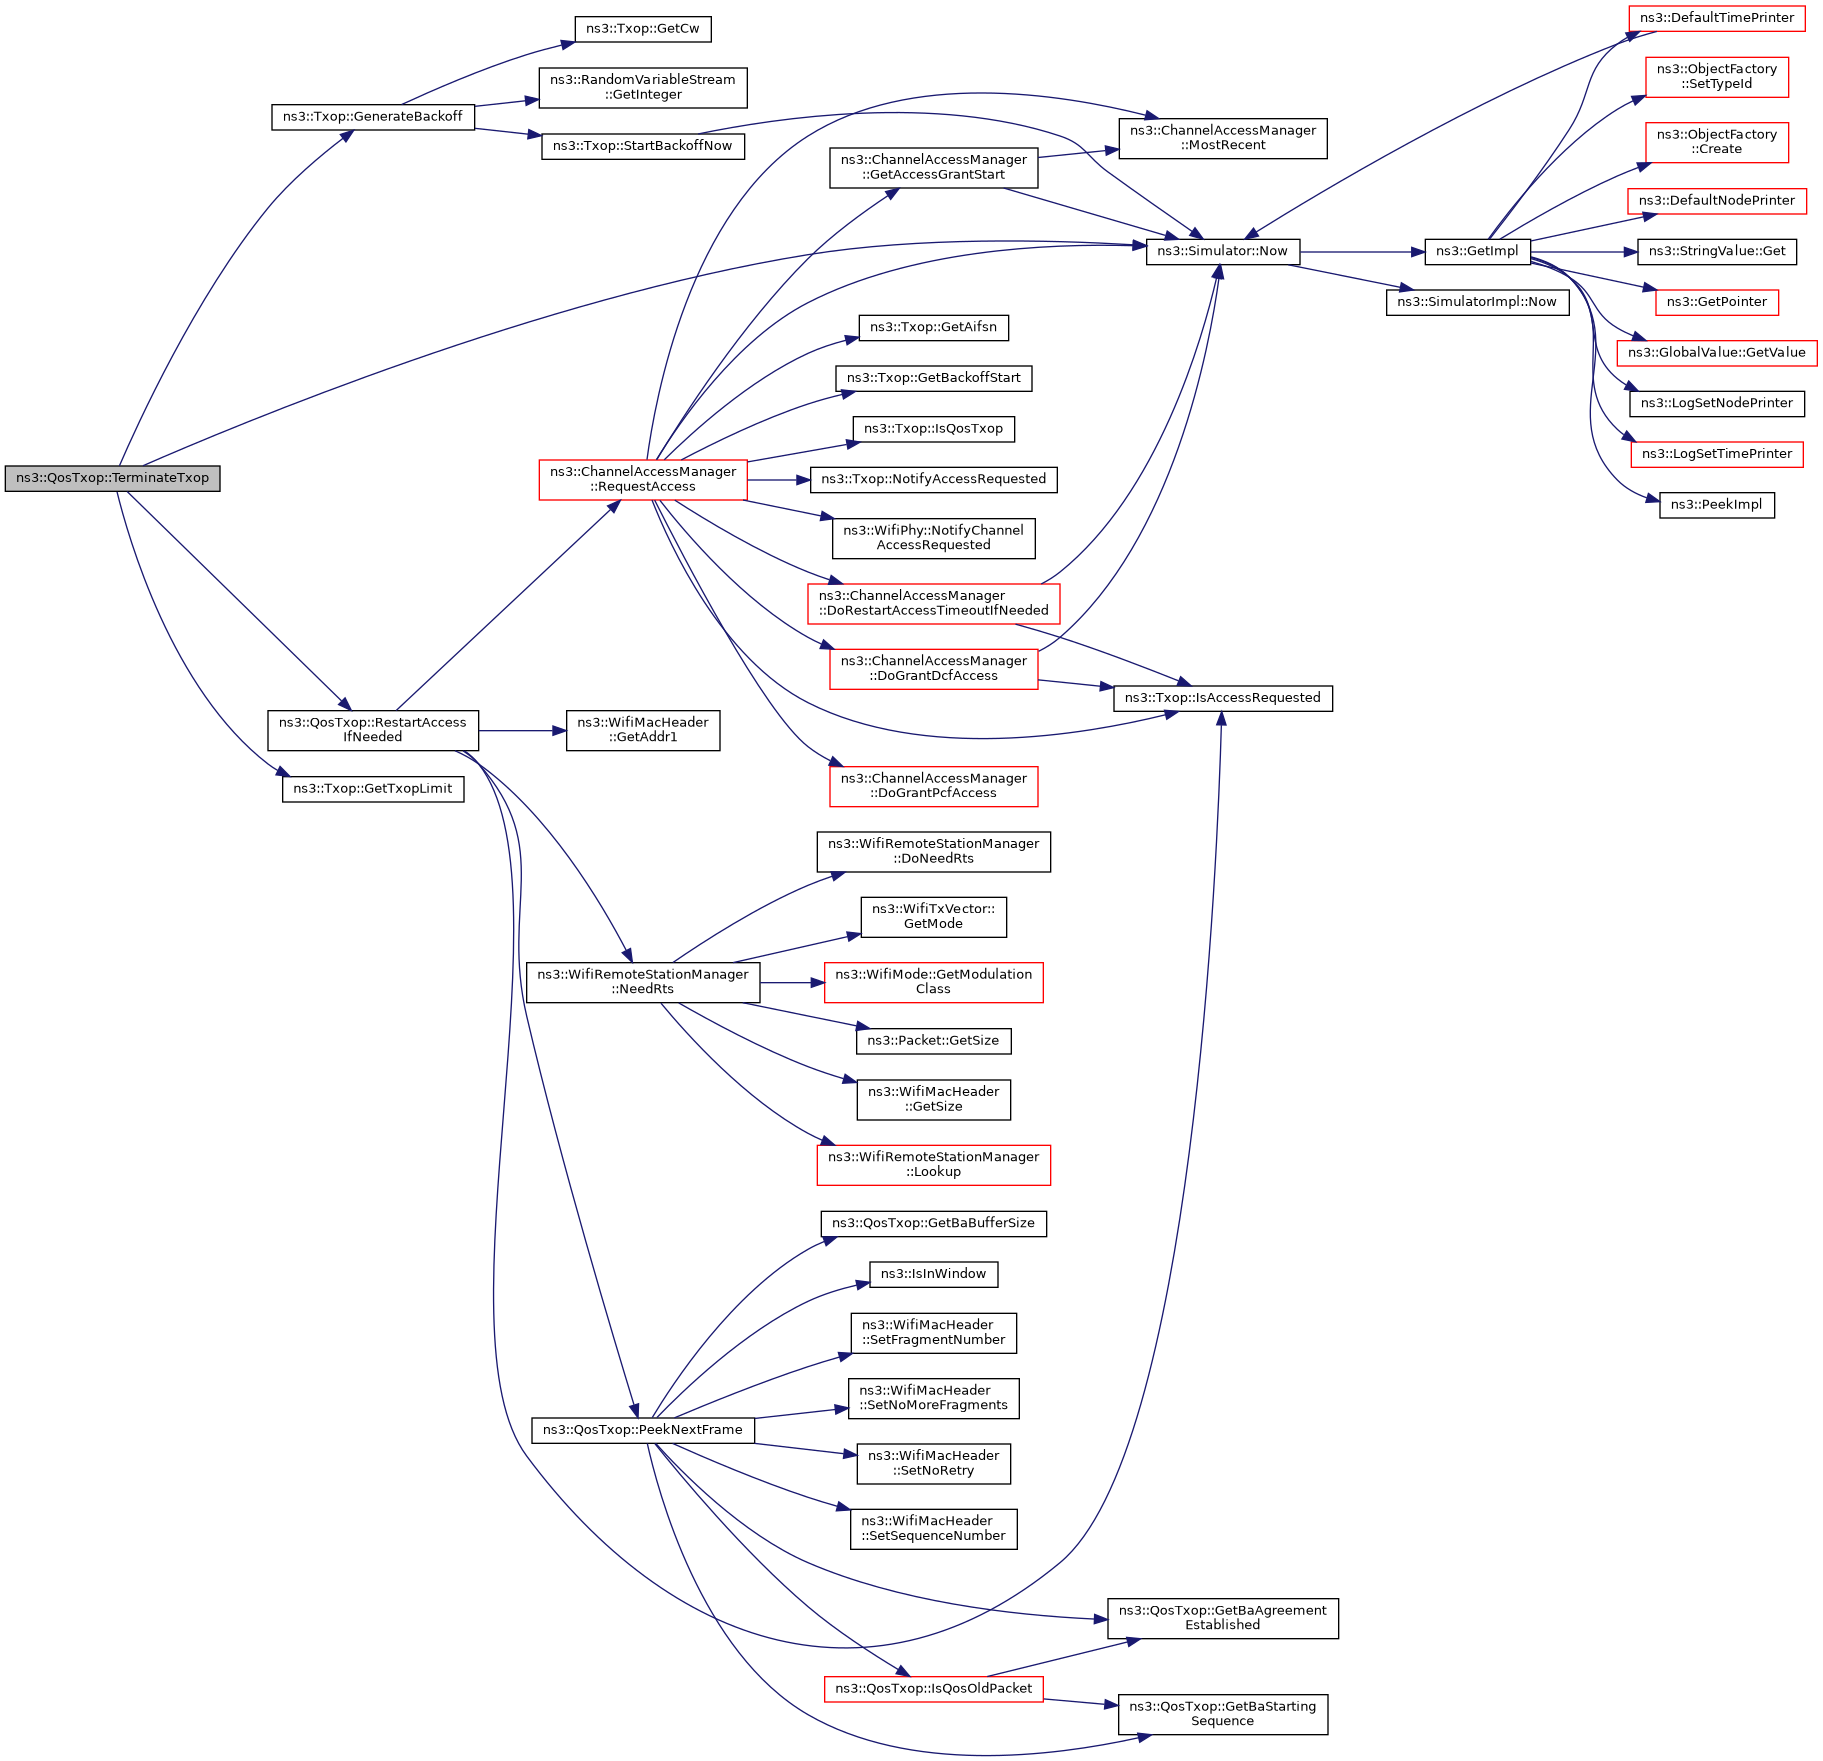 ns3::QosTxop::TerminateTxop
ns3::Txop::GenerateBackoff
ns3::QosTxop::RestartAccess
IfNeeded
ns3::Txop::GetTxopLimit
ns3::Txop::GetCw
ns3::RandomVariableStream
::GetInteger
ns3::Txop::StartBackoffNow
ns3::ChannelAccessManager
::RequestAccess
ns3::WifiMacHeader
::GetAddr1
ns3::WifiRemoteStationManager
::NeedRts
ns3::QosTxop::PeekNextFrame
ns3::ChannelAccessManager
::GetAccessGrantStart
ns3::Txop::GetAifsn
ns3::Txop::GetBackoffStart
ns3::Txop::IsQosTxop
ns3::Txop::NotifyAccessRequested
ns3::WifiPhy::NotifyChannel
AccessRequested
ns3::ChannelAccessManager
::DoRestartAccessTimeoutIfNeeded
ns3::ChannelAccessManager
::DoGrantDcfAccess
ns3::ChannelAccessManager
::DoGrantPcfAccess
ns3::WifiRemoteStationManager
::DoNeedRts
ns3::WifiTxVector::
GetMode
ns3::WifiMode::GetModulation
Class
ns3::Packet::GetSize
ns3::WifiMacHeader
::GetSize
ns3::WifiRemoteStationManager
::Lookup
ns3::QosTxop::GetBaBufferSize
ns3::IsInWindow
ns3::WifiMacHeader
::SetFragmentNumber
ns3::WifiMacHeader
::SetNoMoreFragments
ns3::WifiMacHeader
::SetNoRetry
ns3::WifiMacHeader
::SetSequenceNumber
ns3::QosTxop::IsQosOldPacket
ns3::ChannelAccessManager
::MostRecent
ns3::Simulator::Now
ns3::Txop::IsAccessRequested
ns3::QosTxop::GetBaAgreement
Established
ns3::QosTxop::GetBaStarting
Sequence
ns3::GetImpl
ns3::SimulatorImpl::Now
ns3::DefaultTimePrinter
ns3::ObjectFactory
::SetTypeId
ns3::ObjectFactory
::Create
ns3::DefaultNodePrinter
ns3::StringValue::Get
ns3::GetPointer
ns3::GlobalValue::GetValue
ns3::LogSetNodePrinter
ns3::LogSetTimePrinter
ns3::PeekImpl